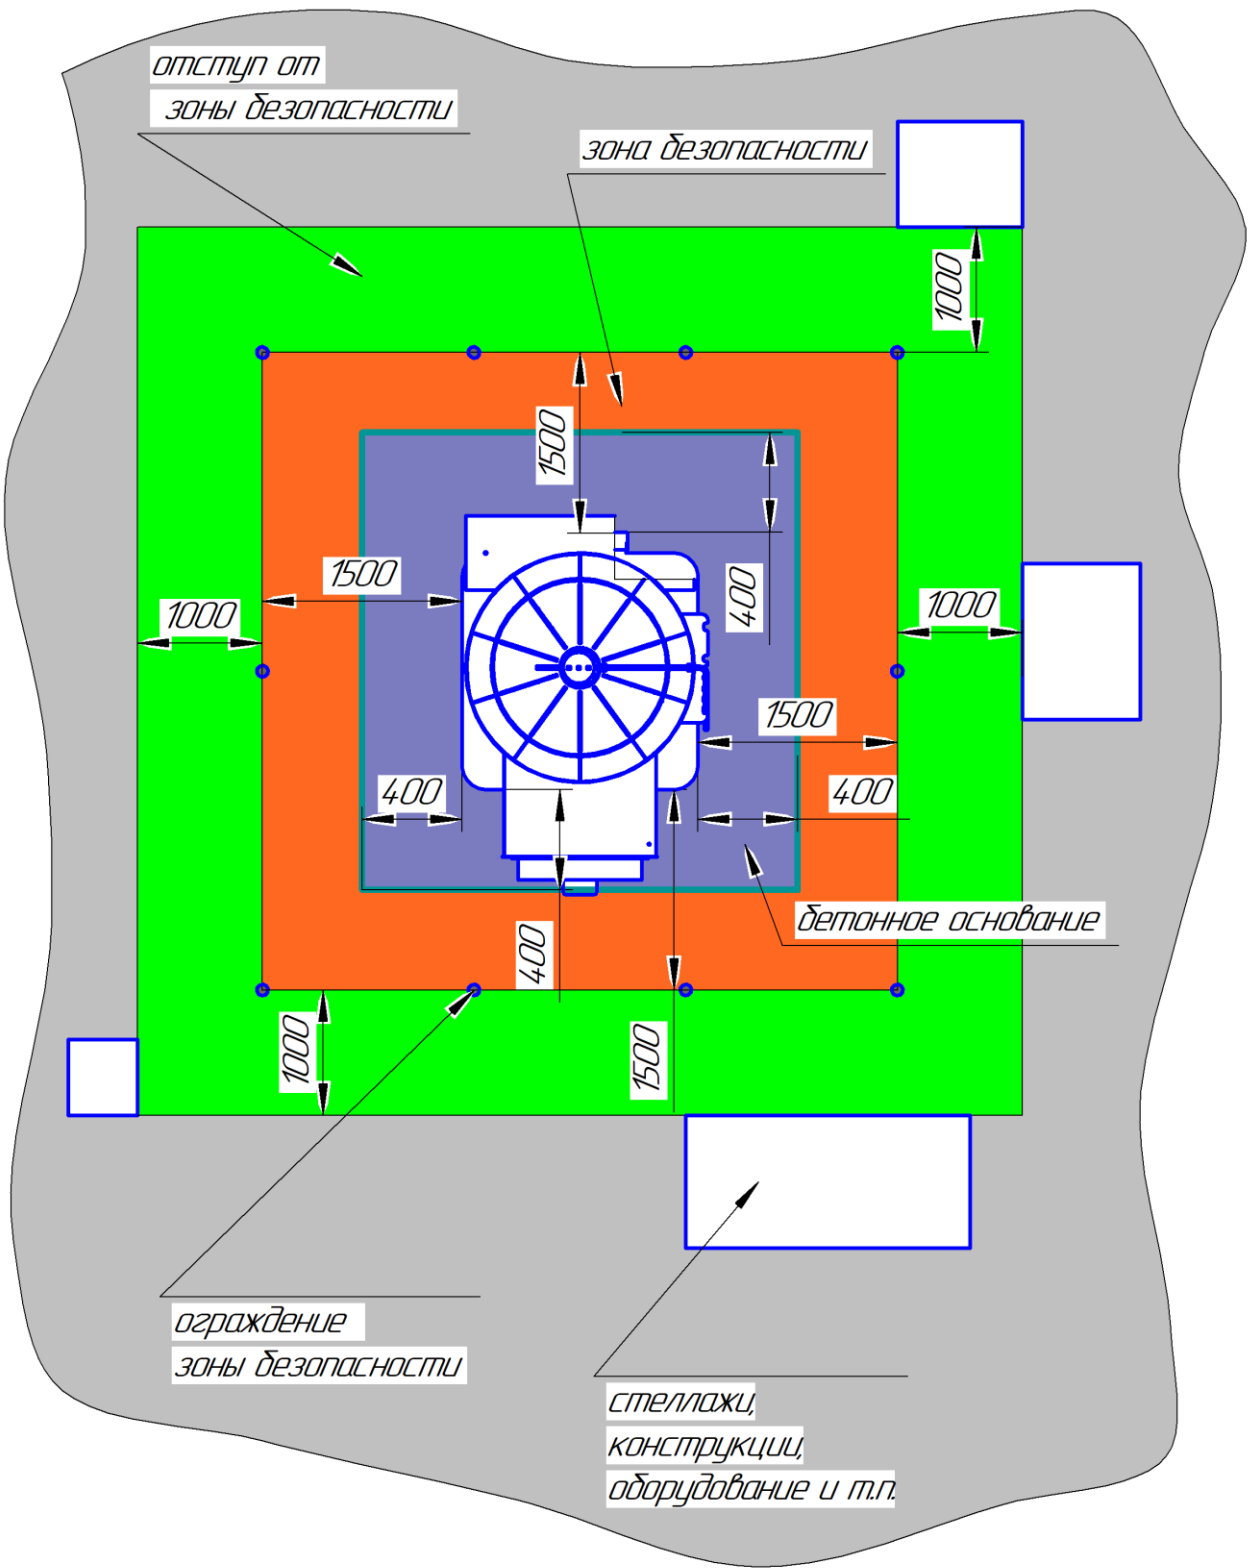 отступ от
зоны безопасности
зона безопасности
1000
1500
1500
400
1000
1000
1500
400
400
бетонное основание
400
1000
1500
ограждение
зоны безопасности
стеллажи,
конструкции,
оборудование и т.п.